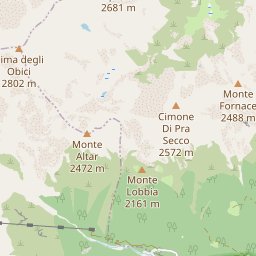 2681 m
ima degli
Obici
2802 m
Monte
Fornace
2488 m
Cimone
Di Pra
Secco
2572 m
Monte
Altar
2472 m
Monte
Lobbia
2161 m